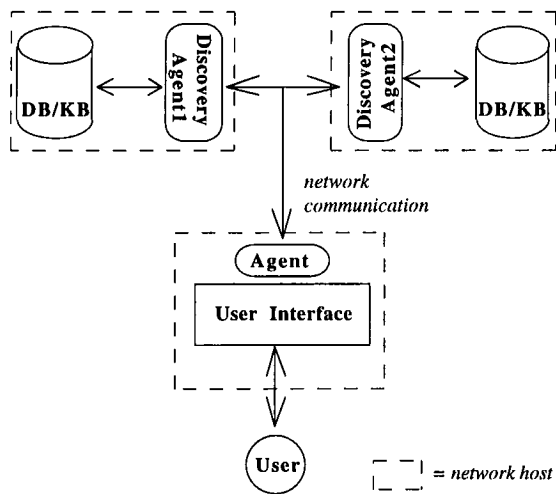 DB/KB
Discovery
Agent1
Discovery
Agent2
DB/KB
network
communication
Agent
User Interface
User
= network host